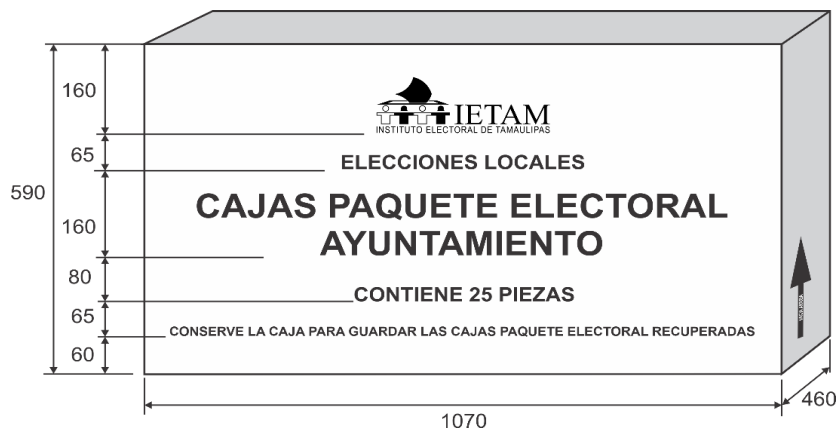 IETAM
INSTITUTO ELECTORAL DE TAMAULIPAS
ELECCIONES LOCALES
CAJAS PAQUETE ELECTORAL
AYUNTAMIENTO
CONTIENE 25 PIEZAS
CONSERVE LA CAJA PARA GUARDAR LAS CAJAS PAQUETE ELECTORAL RECUPERADAS
590
160
65
160
80
65
60
1070
460